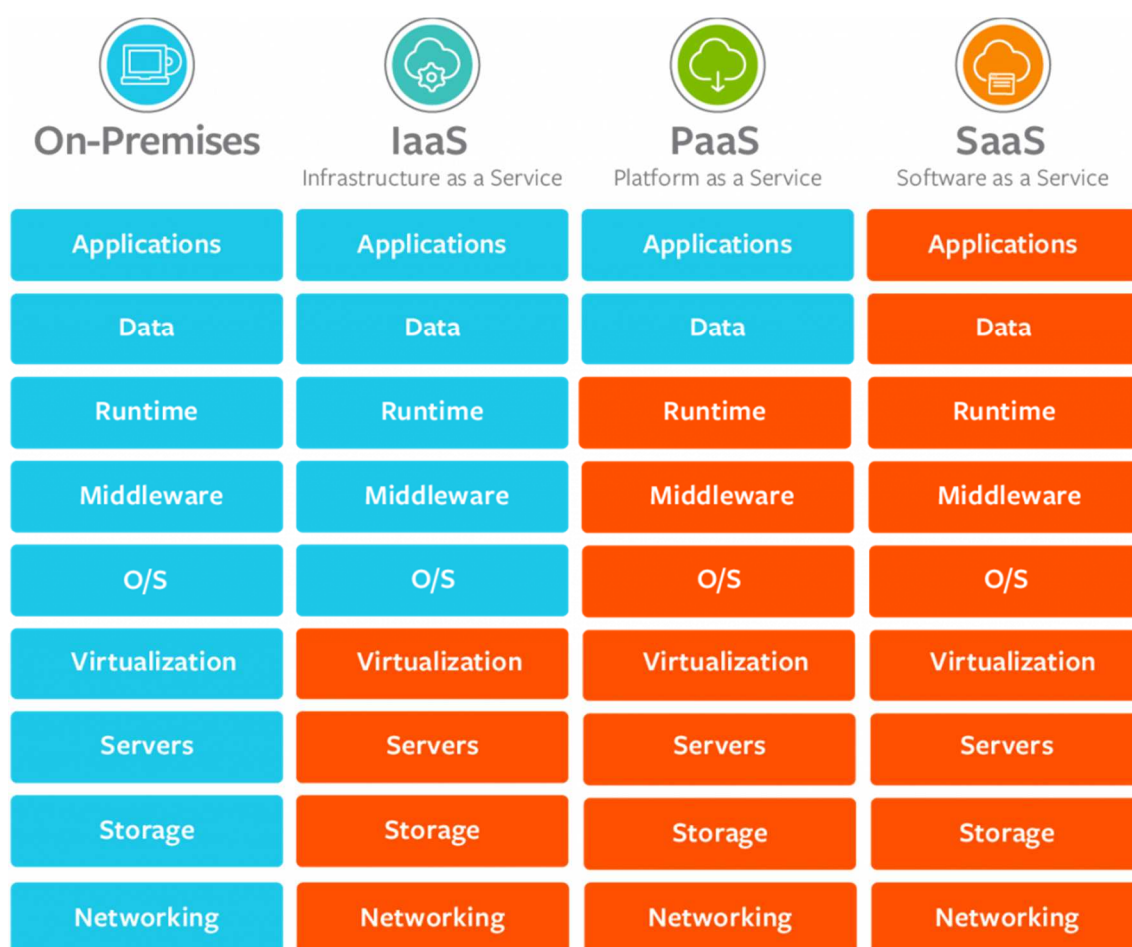 On-Premises IaaS PaaS SaaS
Infrastructure as a Service Platform as a Service Software as a Service
Applications Applications Applications Applications
Data Data Data Data
Runtime Runtime Runtime Runtime
Middleware Middleware Middleware Middleware
O/S O/S O/S O/S
Virtualization Virtualization Virtualization Virtualization
Servers Servers Servers Servers
Storage Storage Storage Storage
Networking Networking Networking Networking